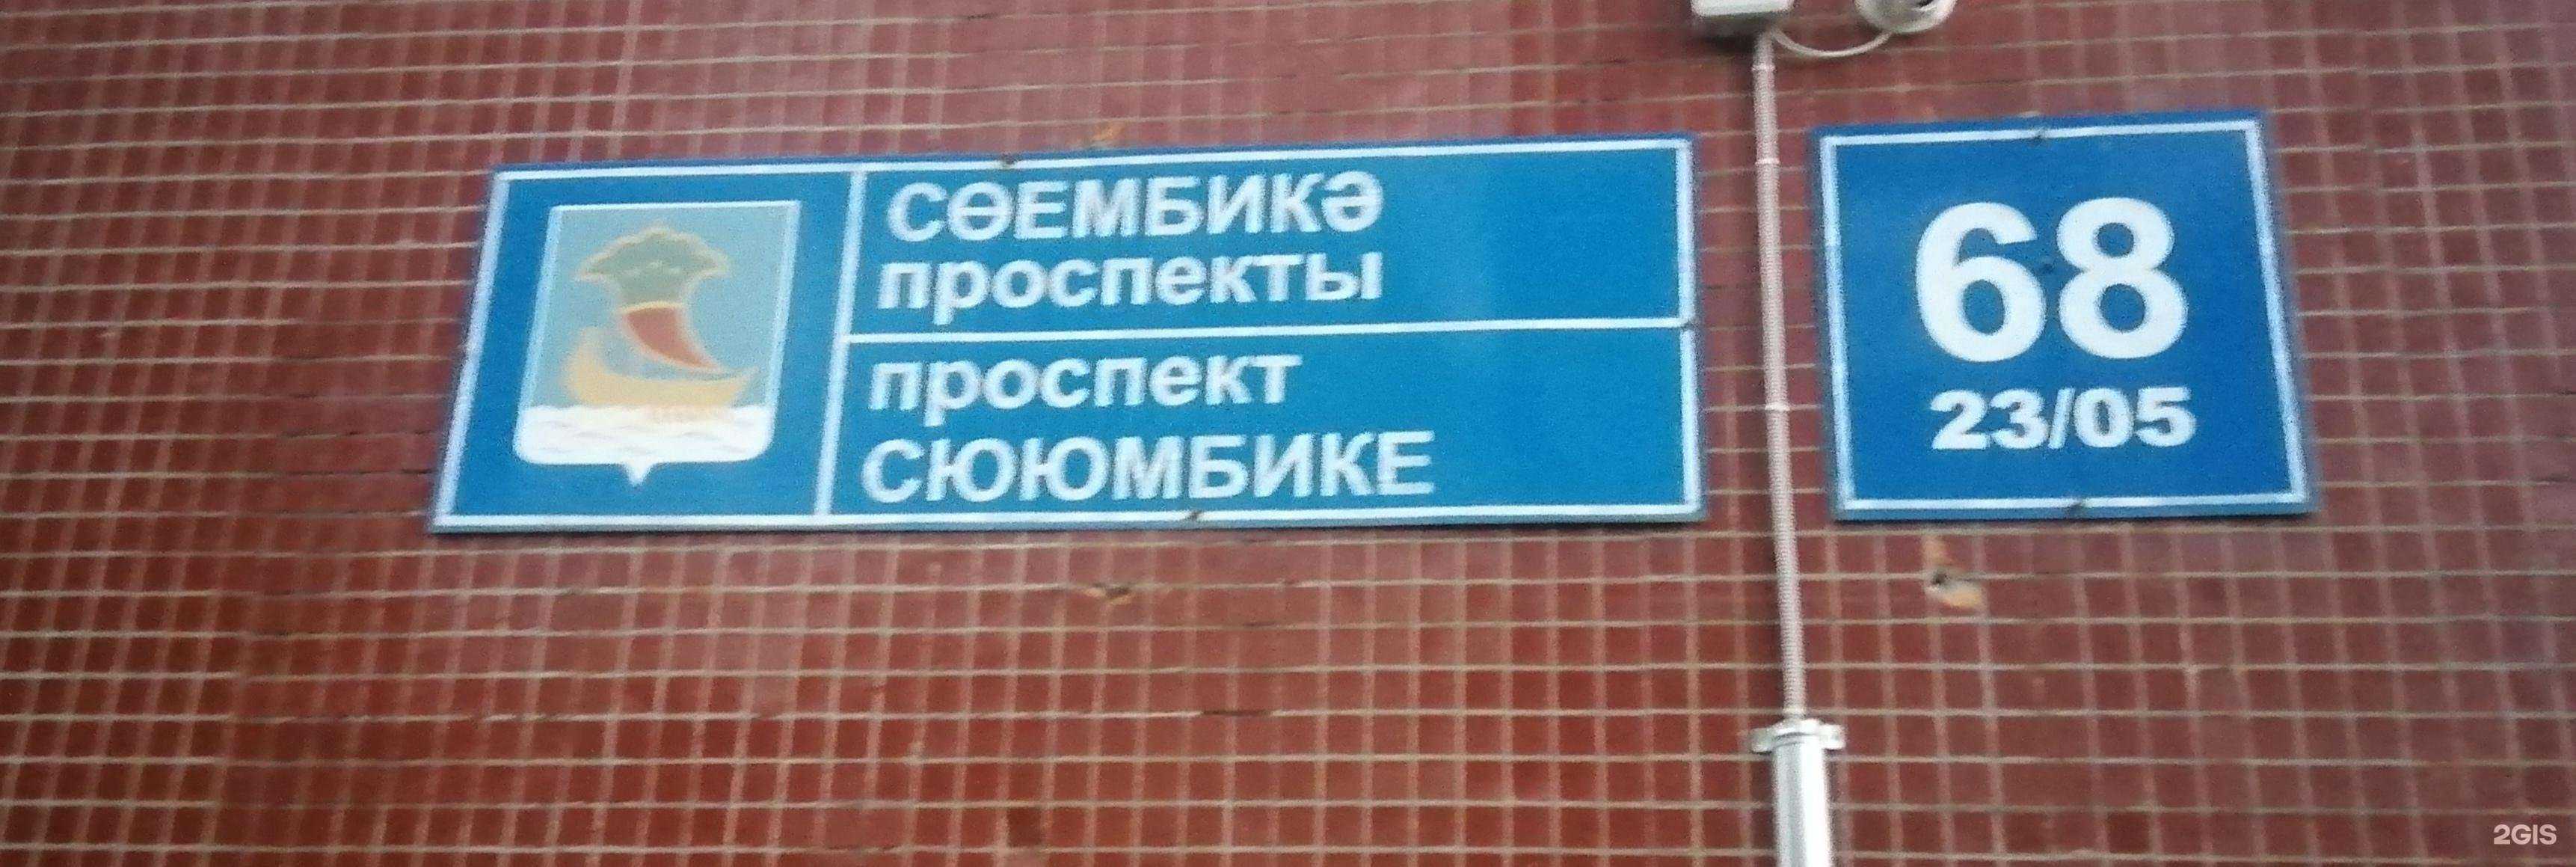 СӨЕМБИКӘ
проспекты
проспект
СЮЮМБИКЕ
68
23/05
2GIS